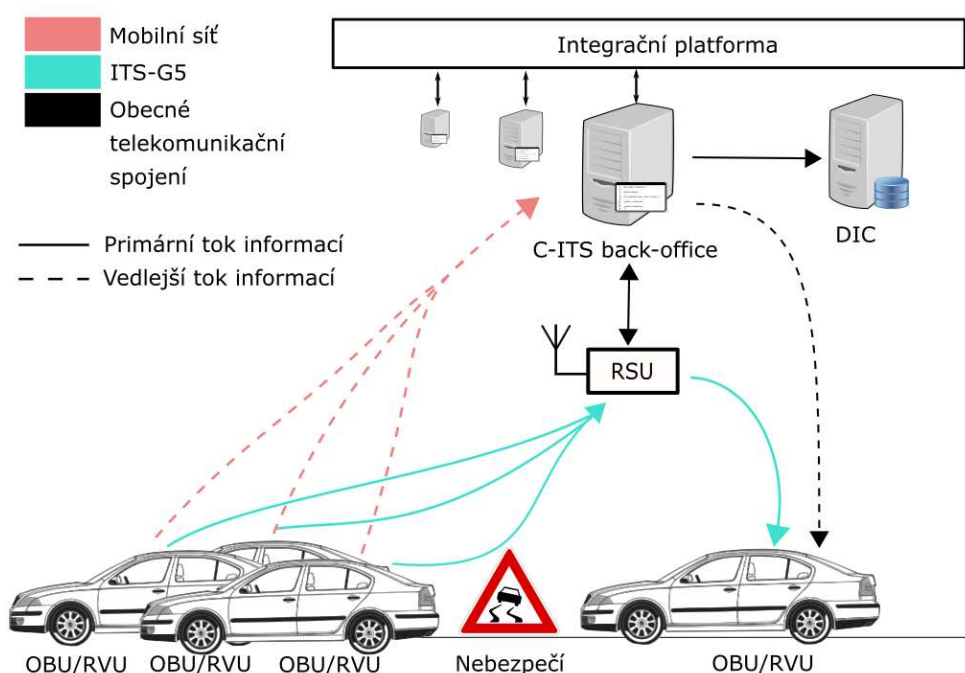 Mobilní síť
ITS-G5
Obecné
telekomunikační
spojení
Primární tok informací
Vedlejší tok informací
Integrační platforma
C-ITS back-office
DIC
RSU
OBU/RVU
OBU/RVU
OBU/RVU
Nebezpečí
OBU/RVU